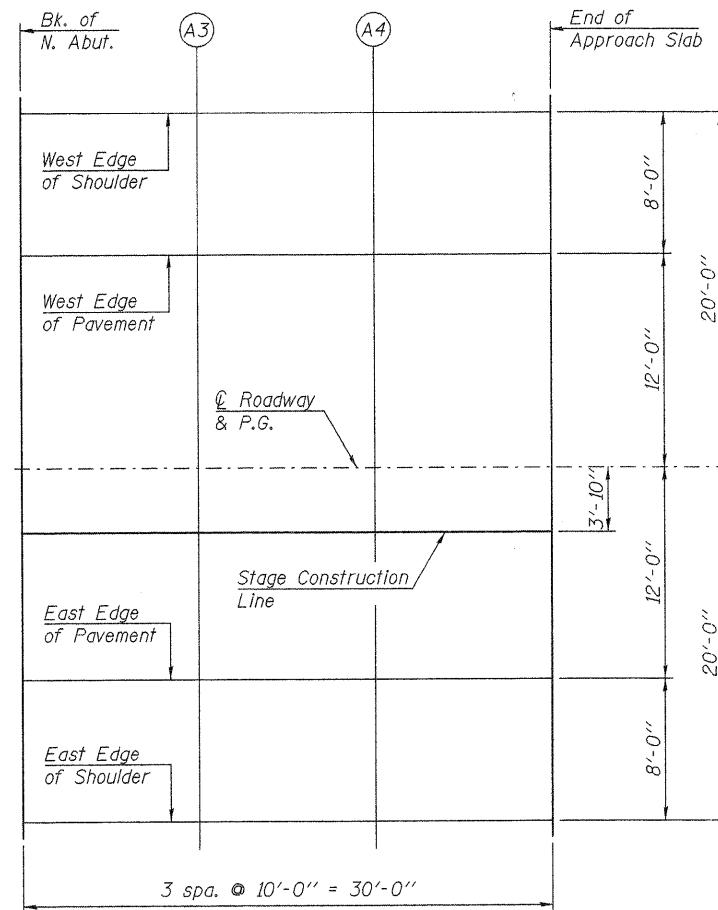 Bk. of
N. Abut.
A3
A4
End of
Approach Slab
West Edge
of Shoulder
8'-0"
20'-0"
West Edge
of Pavement
12'-0"
℄ Roadway
& P.G.
3'-10"
Stage Construction
Line
12'-0"
East Edge
of Pavement
20'-0"
East Edge
of Shoulder
8'-0"
3 spa. @ 10'-0" = 30'-0"